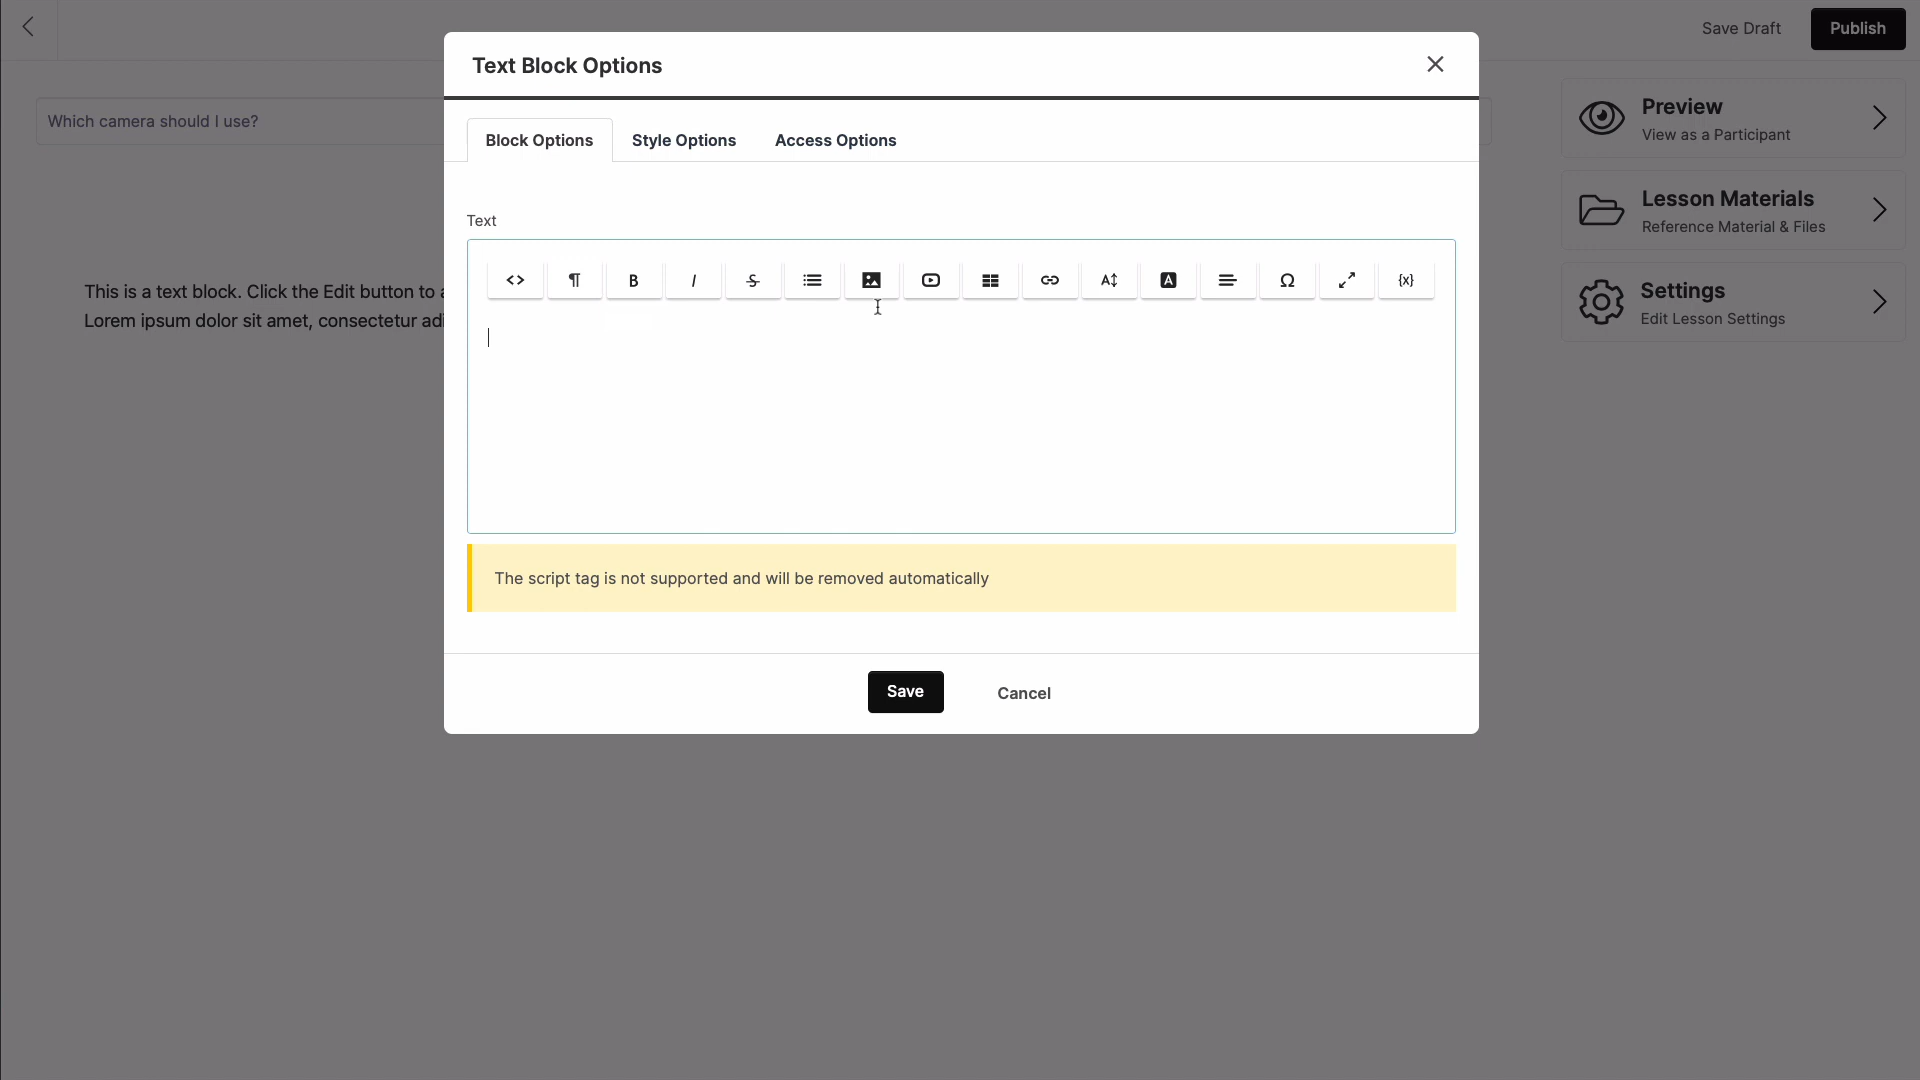 Save Draft
Publish
Text Block Options
Which camera should I use?
Block Options
Style Options
Access Options
Preview
View as a Participant
Lesson Materials
Reference Material & Files
Settings
Edit Lesson Settings
Text
<>
¶
B
I
S
A
A
Ω
{x}
This is a text block. Click the Edit button to
Lorem ipsum dolor sit amet, consectetur
The script tag is not supported and will be removed automatically
Save
Cancel